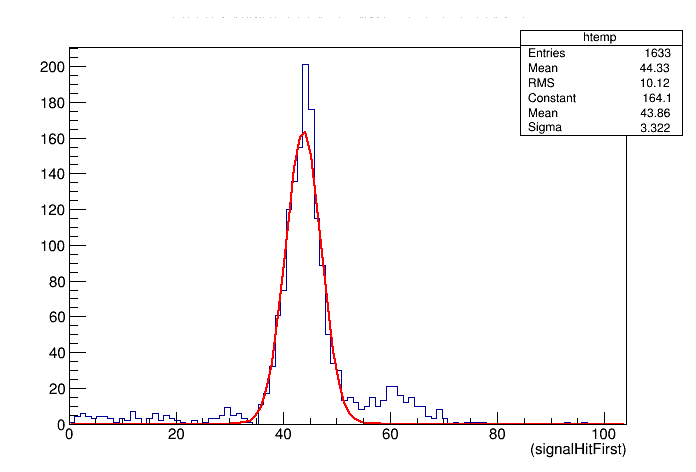 htemp
Entries 1633
Mean 44.33
RMS 10.12
Constant 164.1
Mean 43.86
Sigma 3.322
200
180
160
140
120
100
80
60
40
20
0
0 20 40 60 80 100
(signalHitFirst)